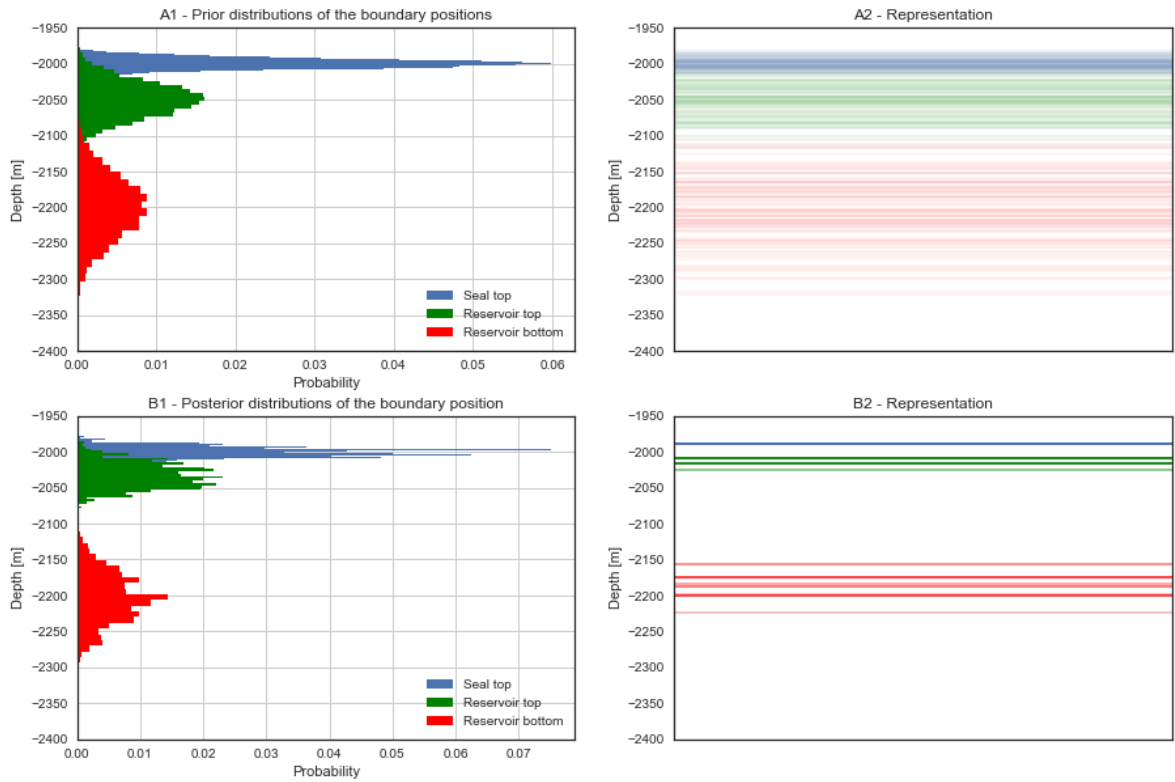 A1 - Prior distributions of the boundary positions
Depth [m]
−1950
−2000
−2050
−2100
−2150
−2200
−2250
−2300
−2350
−2400
Seal top
Reservoir top
Reservoir bottom
0.00 0.01 0.02 0.03 0.04 0.05 0.06
Probability
A2 - Representation
Depth [m]
−1950
−2000
−2050
−2100
−2150
−2200
−2250
−2300
−2350
−2400
B1 - Posterior distributions of the boundary position
Depth [m]
−1950
−2000
−2050
−2100
−2150
−2200
−2250
−2300
−2350
−2400
Seal top
Reservoir top
Reservoir bottom
0.00 0.01 0.02 0.03 0.04 0.05 0.06 0.07
Probability
B2 - Representation
Depth [m]
−1950
−2000
−2050
−2100
−2150
−2200
−2250
−2300
−2350
−2400